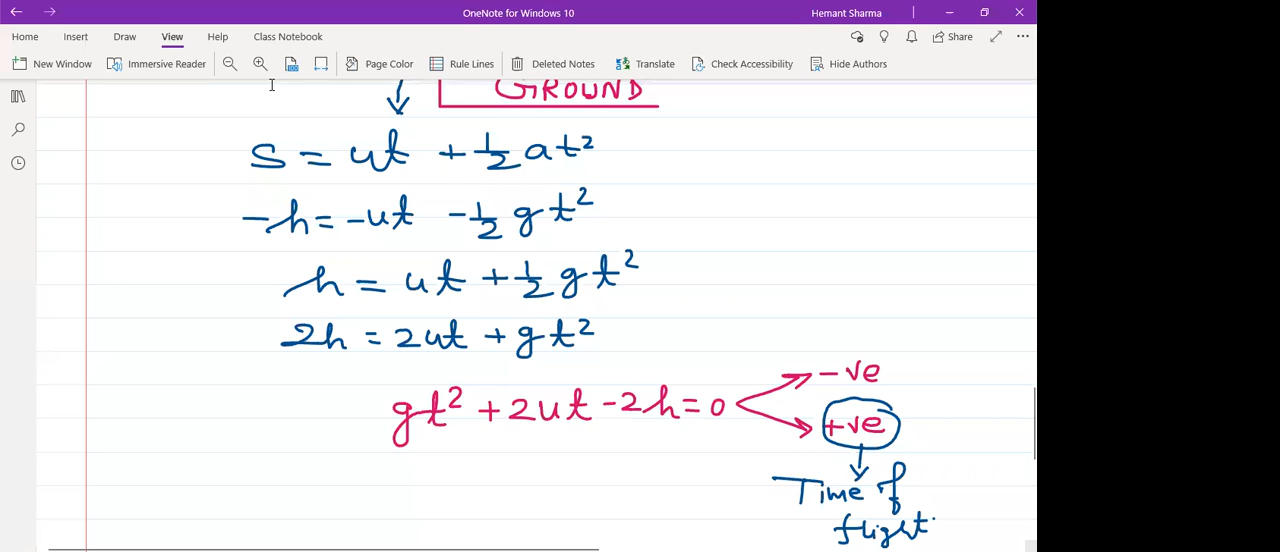 OneNote for Windows 10
Hemant Sharma
Home Insert Draw View Help Class Notebook
Share
New Window Immersive Reader Page Color Rule Lines Deleted Notes Translate Check Accessibility Hide Authors
GROUND
s = ut + ½ at²
-h = -ut - ½ gt²
h = ut + ½ gt²
2h = 2ut + gt²
-ve
gt² + 2ut - 2h = 0
+ve
Time of
flight